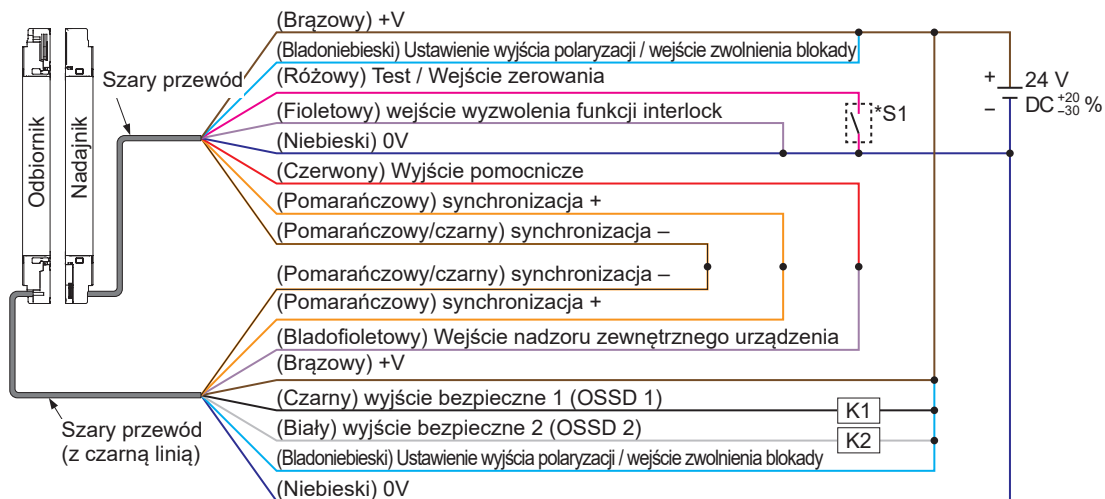 (Brązowy) +V
(Bladoniebieski) Ustawienie wyjścia polaryzacji / wejście zwolnienia blokady
(Różowy) Test / Wejście zerowania
(Fioletowy) wejście wyzwolenia funkcji interlock
(Niebieski) 0V
(Czerwony) Wyjście pomocnicze
(Pomarańczowy) synchronizacja +
(Pomarańczowy/czarny) synchronizacja –
(Pomarańczowy/czarny) synchronizacja –
(Pomarańczowy) synchronizacja +
(Bladofioletowy) Wejście nadzoru zewnętrznego urządzenia
(Brązowy) +V
(Czarny) wyjście bezpieczne 1 (OSSD 1)
(Biały) wyjście bezpieczne 2 (OSSD 2)
(Bladoniebieski) Ustawienie wyjścia polaryzacji / wejście zwolnienia blokady
(Niebieski) 0V
Szary przewód
Odbiornik
Nadajnik
Szary przewód
(z czarną linią)
*S1
+
–
24 V
DC +20 –30 %
K1
K2